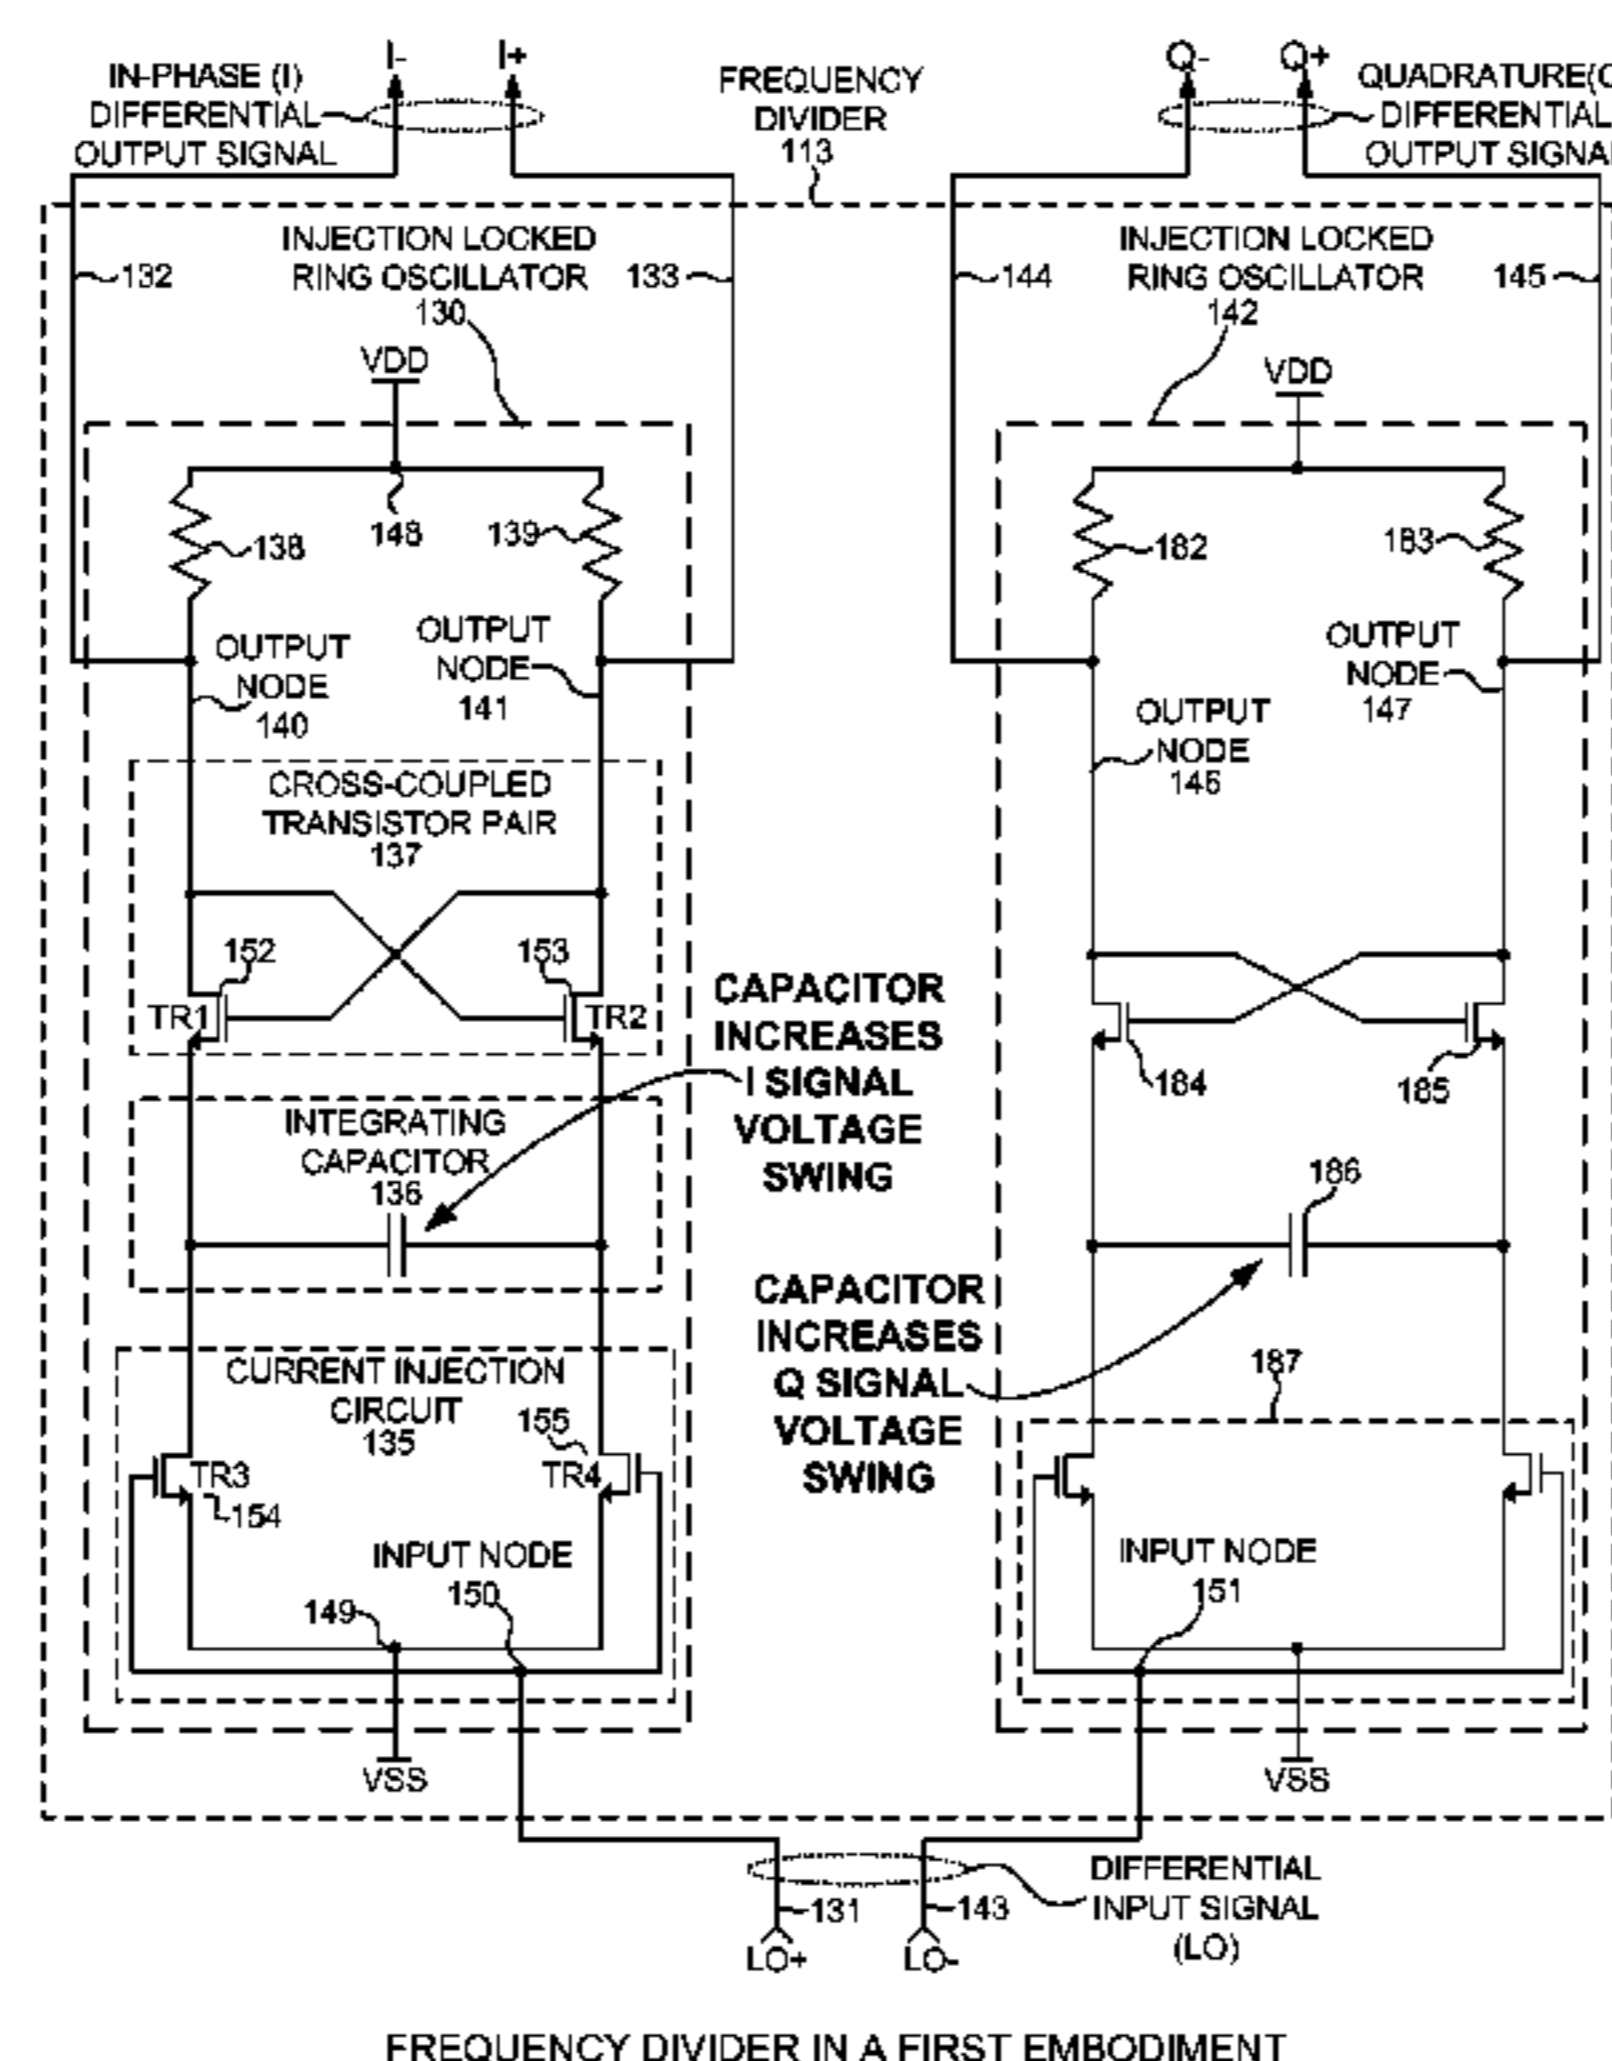 I-
I+
IN-PHASE (I)
DIFFERENTIAL
OUTPUT SIGNAL
FREQUENCY
DIVIDER
113
Q-
Q+
QUADRATURE(Q
DIFFERENTIAL
OUTPUT SIGNAL
INJECTION LOCKED
RING OSCILLATOR
130
132
133
VDD
138
148
139
OUTPUT
NODE
140
OUTPUT
NODE
141
CROSS-COUPLED
TRANSISTOR PAIR
137
152
153
TR1
TR2
INTEGRATING
CAPACITOR
136
CURRENT INJECTION
CIRCUIT
135
155
TR3
TR4
154
INPUT NODE
150
149
VSS
CAPACITOR
INCREASES
I SIGNAL
VOLTAGE
SWING
CAPACITOR
INCREASES
Q SIGNAL
VOLTAGE
SWING
INJECTION LOCKED
RING OSCILLATOR
142
144
145
VDD
182
183
OUTPUT
NODE
147
OUTPUT
NODE
146
184
185
186
187
INPUT NODE
151
VSS
131
143
LO+
LO-
DIFFERENTIAL
INPUT SIGNAL
(LO)
FREQUENCY DIVIDER IN A FIRST EMBODIMENT